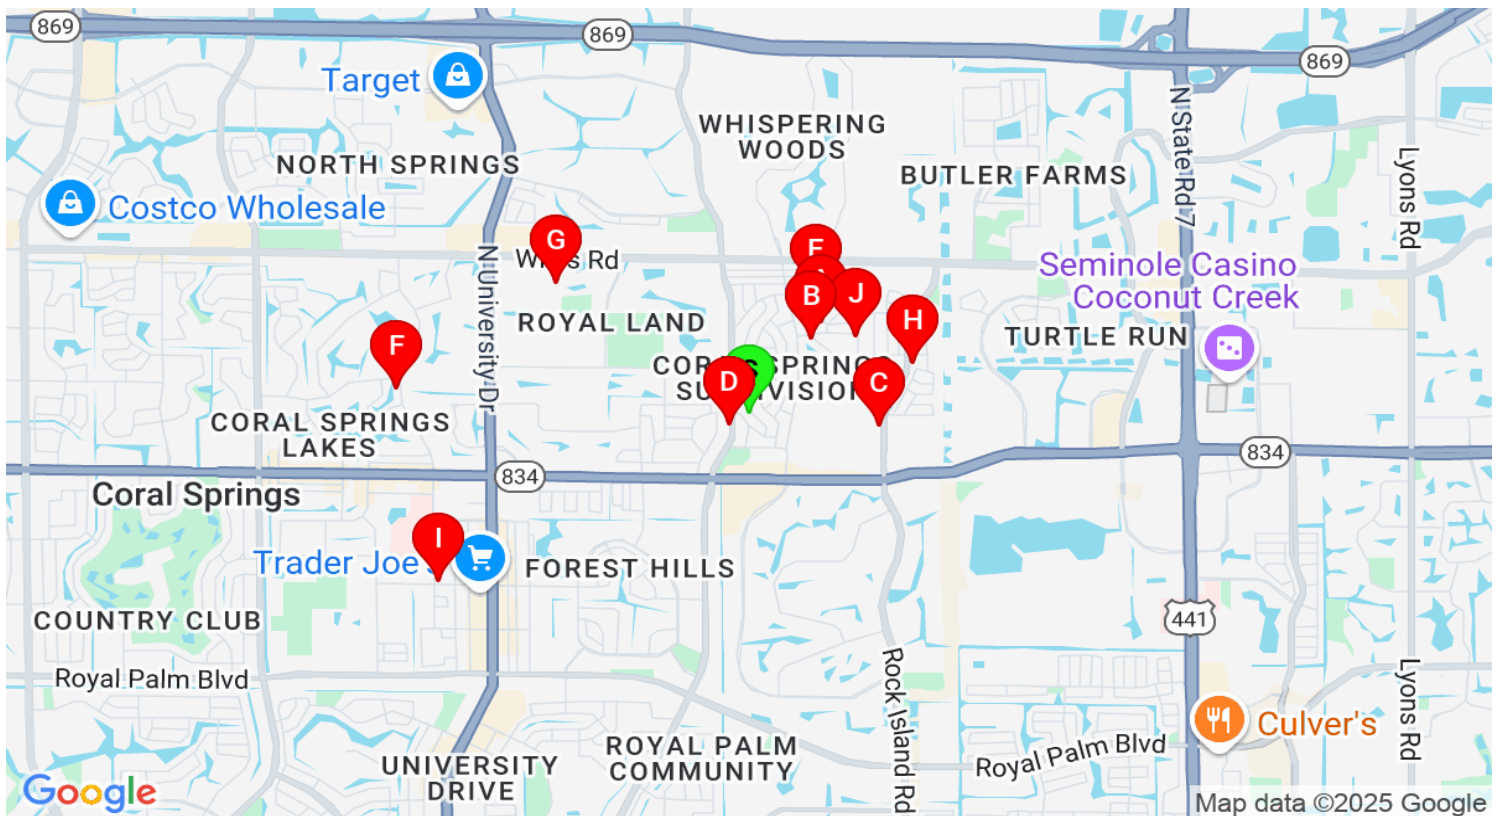 869
869
869
Target
WHISPERING
WOODS
N State Rd 7
NORTH SPRINGS
BUTLER FARMS
Lyons Rd
Costco Wholesale
G
E
N University Dr
Seminole Casino
Coconut Creek
B
J
H
ROYAL LAND
TURTLE RUN
F
D
C
CORAL SPRINGS
LAKES
834
834
Coral Springs
I
Trader Joe
FOREST HILLS
COUNTRY CLUB
441
Royal Palm Blvd
Rock Island Rd
Lyons Rd
Culver's
ROYAL PALM
COMMUNITY
Royal Palm Blvd
UNIVERSITY
DRIVE
Google
Map data ©2025 Google